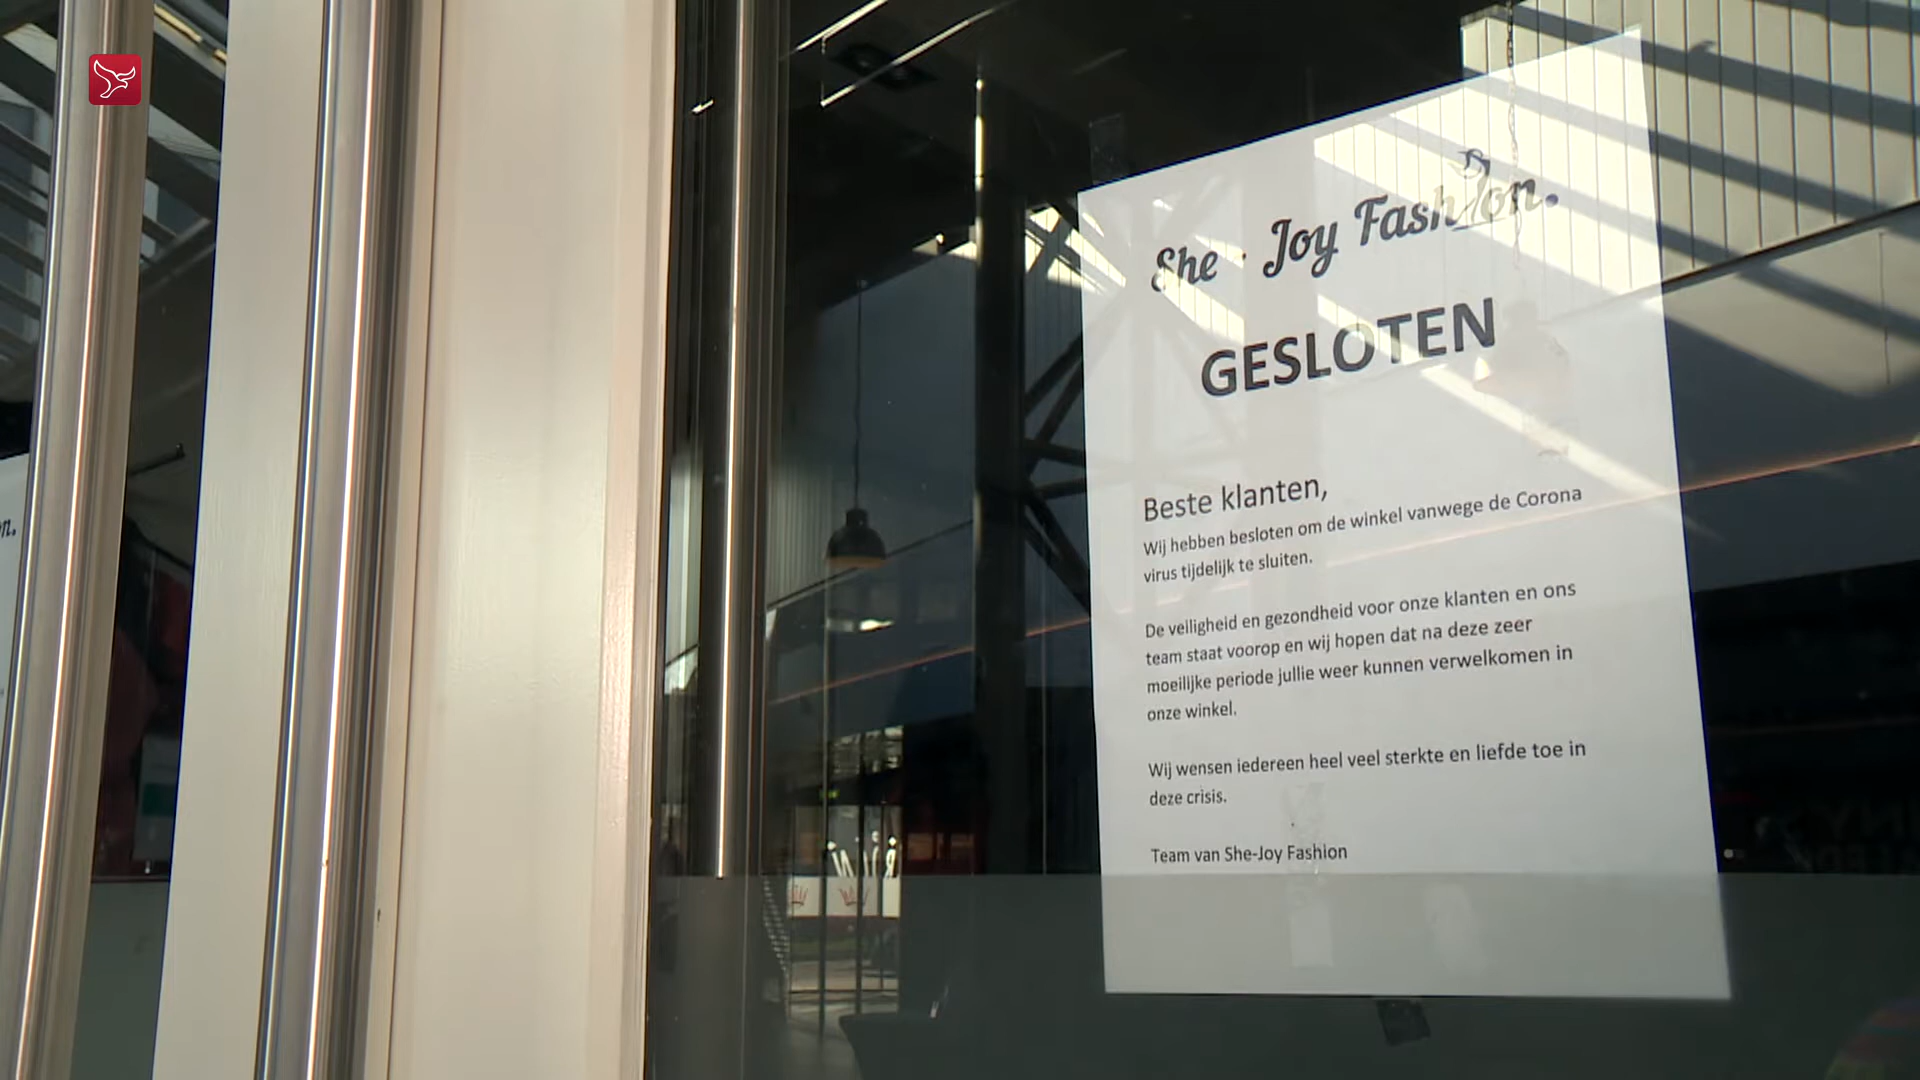 She - Joy Fashion.
GESLOTEN
Beste klanten,
Wij hebben besloten om de winkel vanwege de Corona
virus tijdelijk te sluiten.
De veiligheid en gezondheid voor onze klanten en ons
team staat voorop en wij hopen dat na deze zeer
moeilijke periode jullie weer kunnen verwelkomen in
onze winkel.
Wij wensen iedereen heel veel sterkte en liefde toe in
deze crisis.
Team van She-Joy Fashion